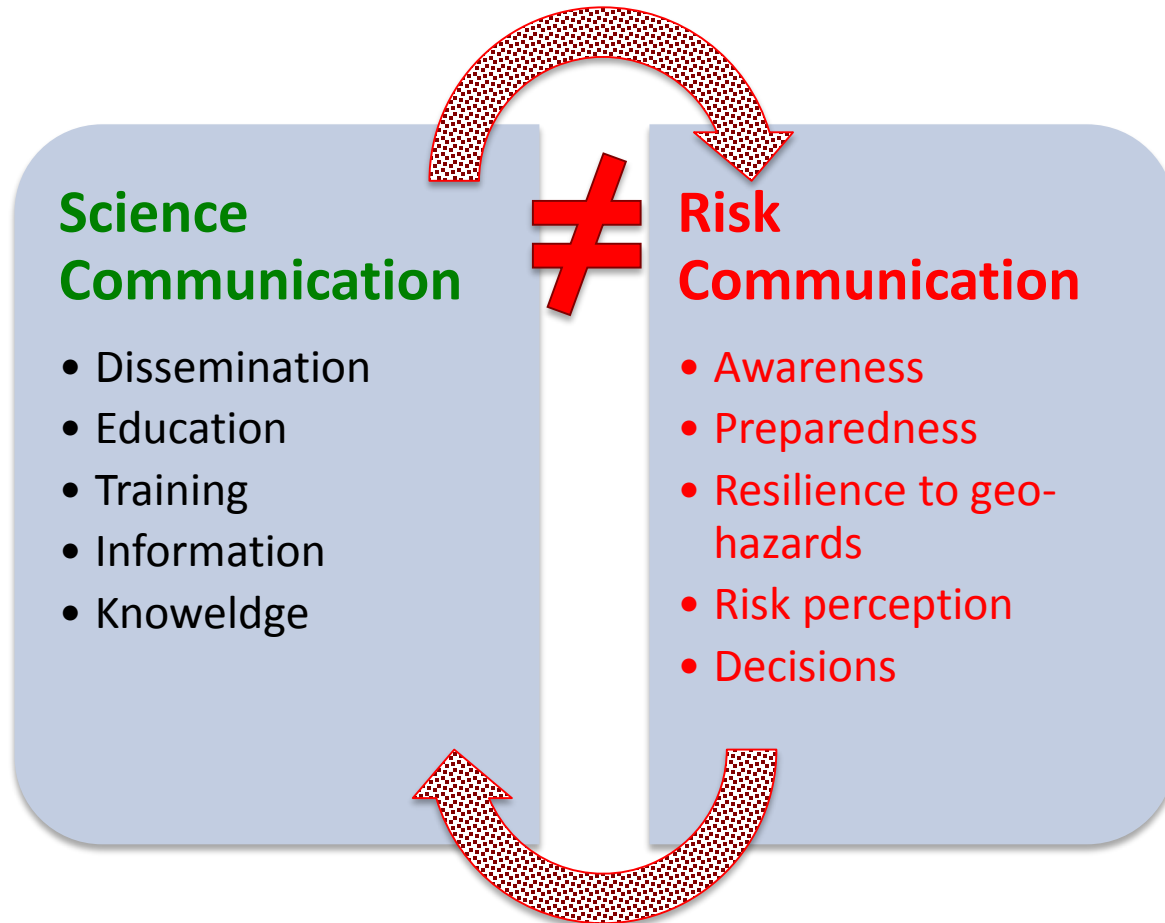 Science
Communication
• Dissemination
• Education
• Training
• Information
• Knoweldge
≠
Risk
Communication
• Awareness
• Preparedness
• Resilience to geo-
hazards
• Risk perception
• Decisions